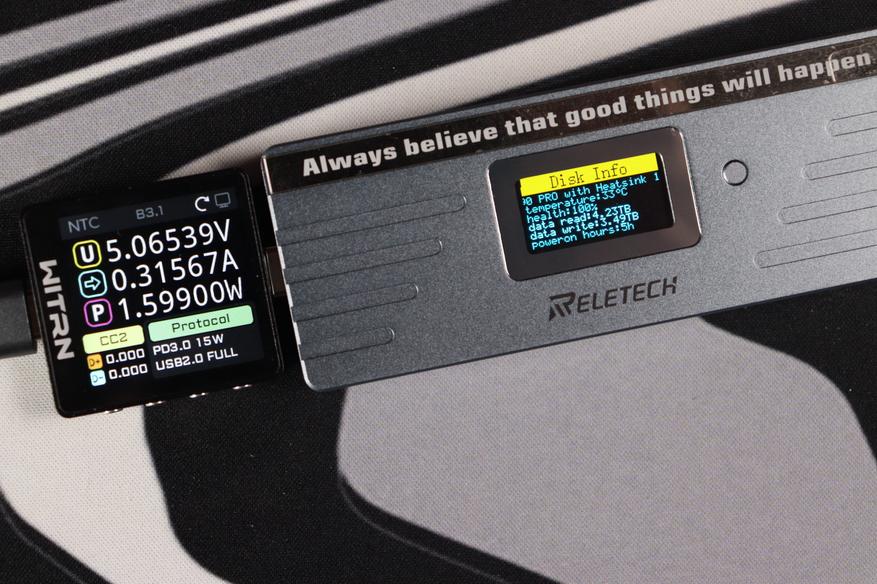 Always believe that good things will happen
Disk Info
90 PRO with Heatsink 1
temperature:33°C
health:100%
data read:4.23TB
data write:3.49TB
poweron hours:5h
RELETECH
WITRN
NTC B3.1
U 5.06539V
0.31567A
P 1.59900W
CC2 Protocol
D+ 0.000 PD3.0 15W
D- 0.000 USB2.0 FULL